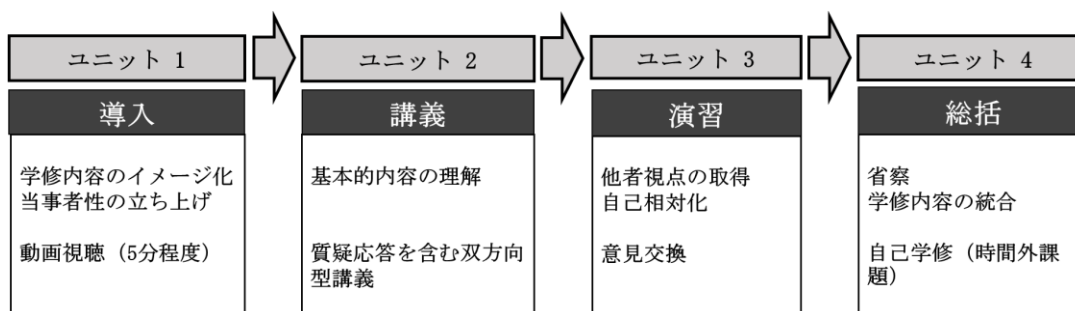 ユニット 1
導入
学修内容のイメージ化
当事者性の立ち上げ
動画視聴（5分程度）
ユニット 2
講義
基本的内容の理解
質疑応答を含む双方向
型講義
ユニット 3
演習
他者視点の取得
自己相対化
意見交換
ユニット 4
総括
省察
学修内容の統合
自己学修（時間外課
題）